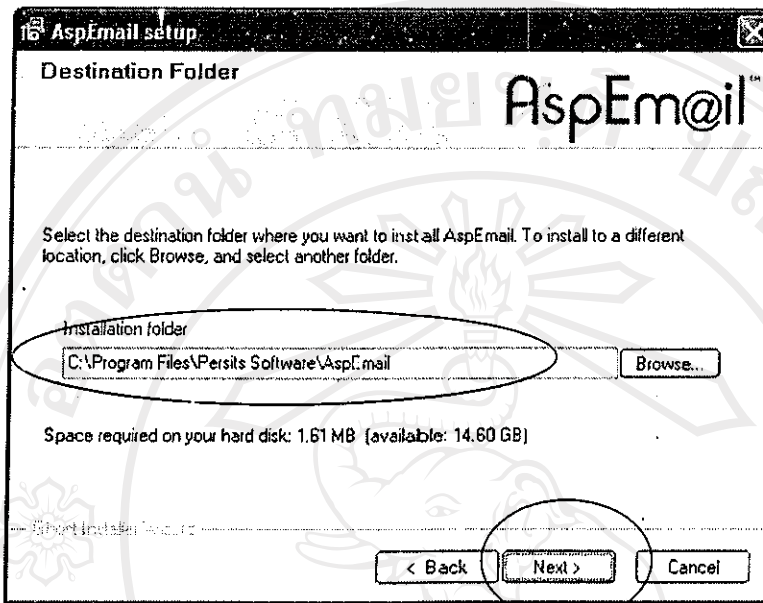 AspEmail setup
Destination Folder
AspEm@il™
Select the destination folder where you want to install AspEmail. To install to a different
location, click Browse, and select another folder.
Installation folder
C:\Program Files\Persits Software\AspEmail
Browse...
Space required on your hard disk: 1.61 MB (available: 14.60 GB)
< Back
Next >
Cancel